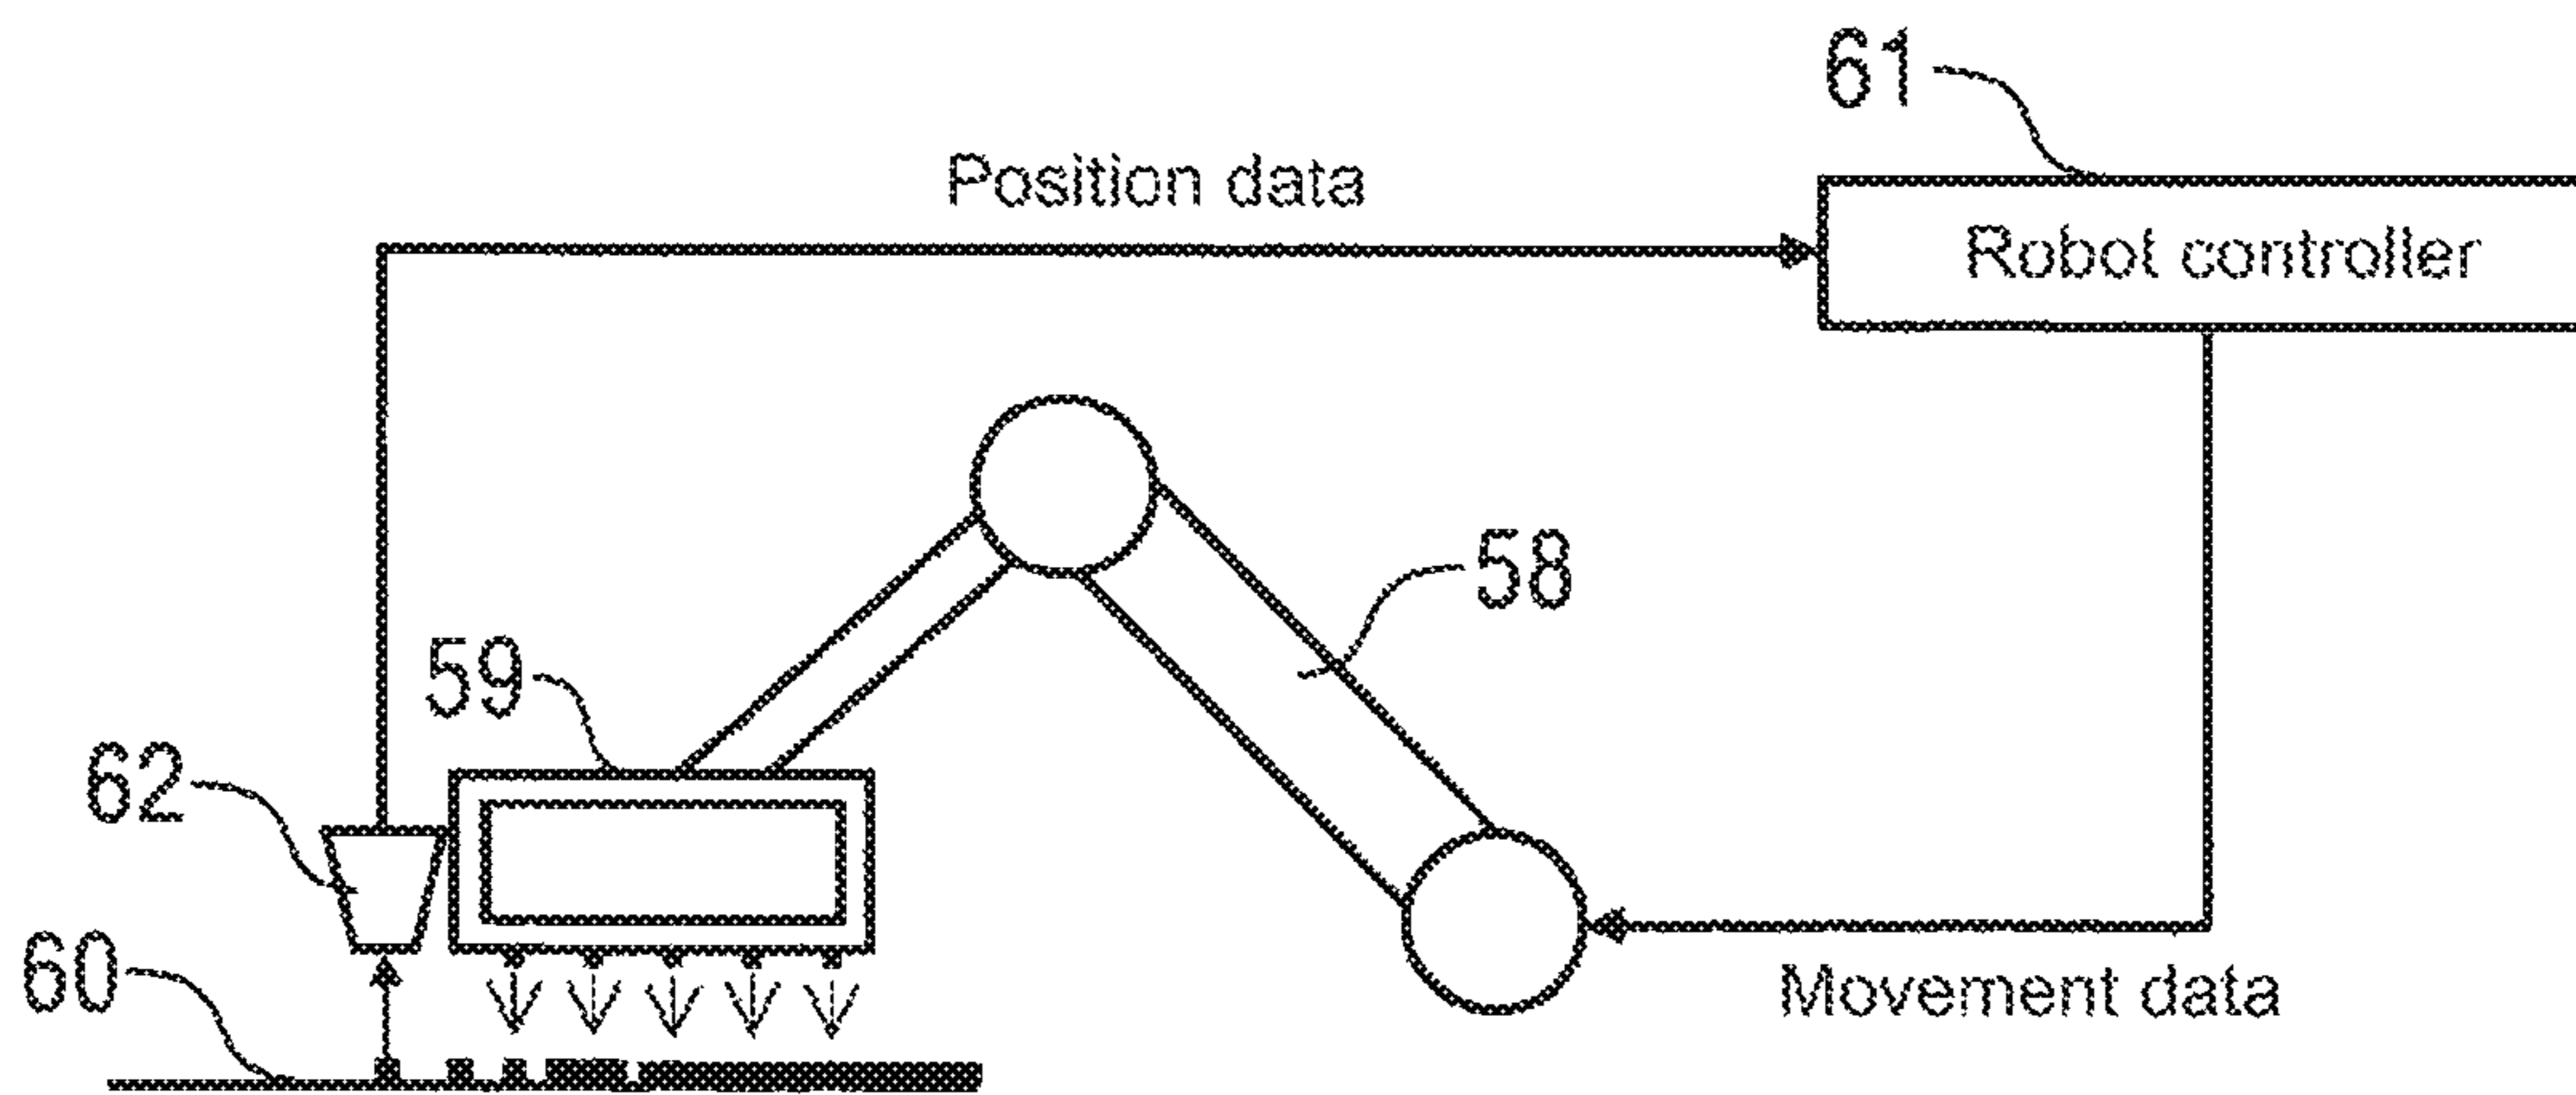 61
Position data
Robot controller
58
59
62
60
Movement data